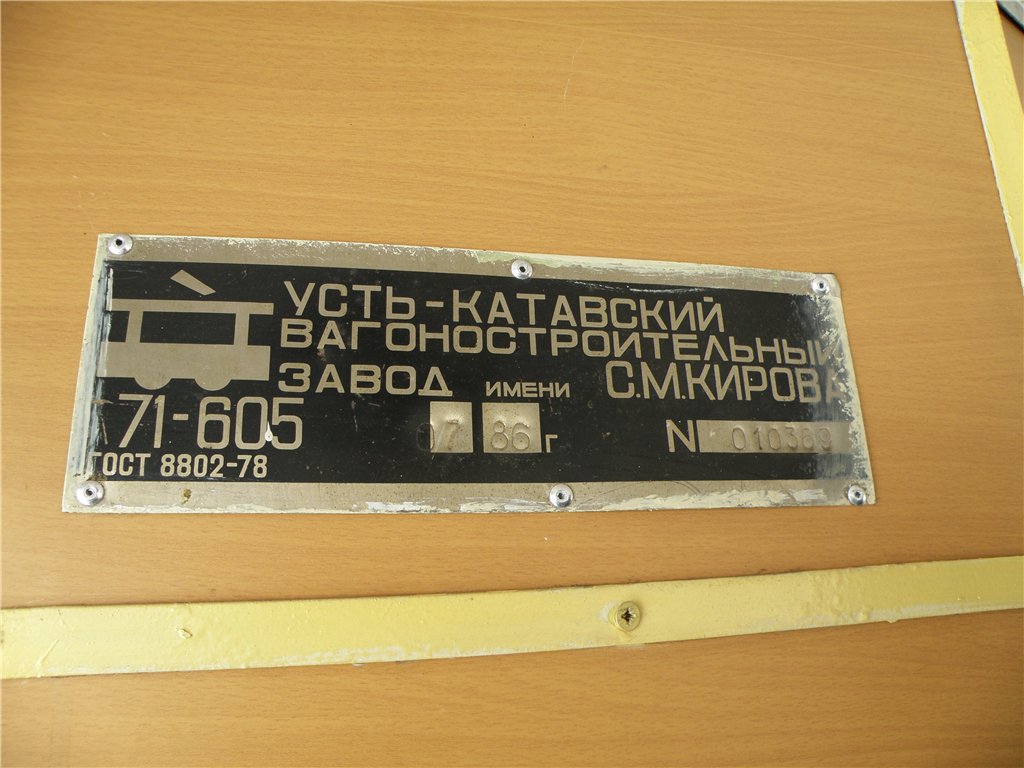 УСТЬ-КАТАВСКИЙ
ВАГОНОСТРОИТЕЛЬНЫЙ
ЗАВОД ИМЕНИ С.М.КИРОВА
71-605 07 86 г N 010369
ГОСТ 8802-78